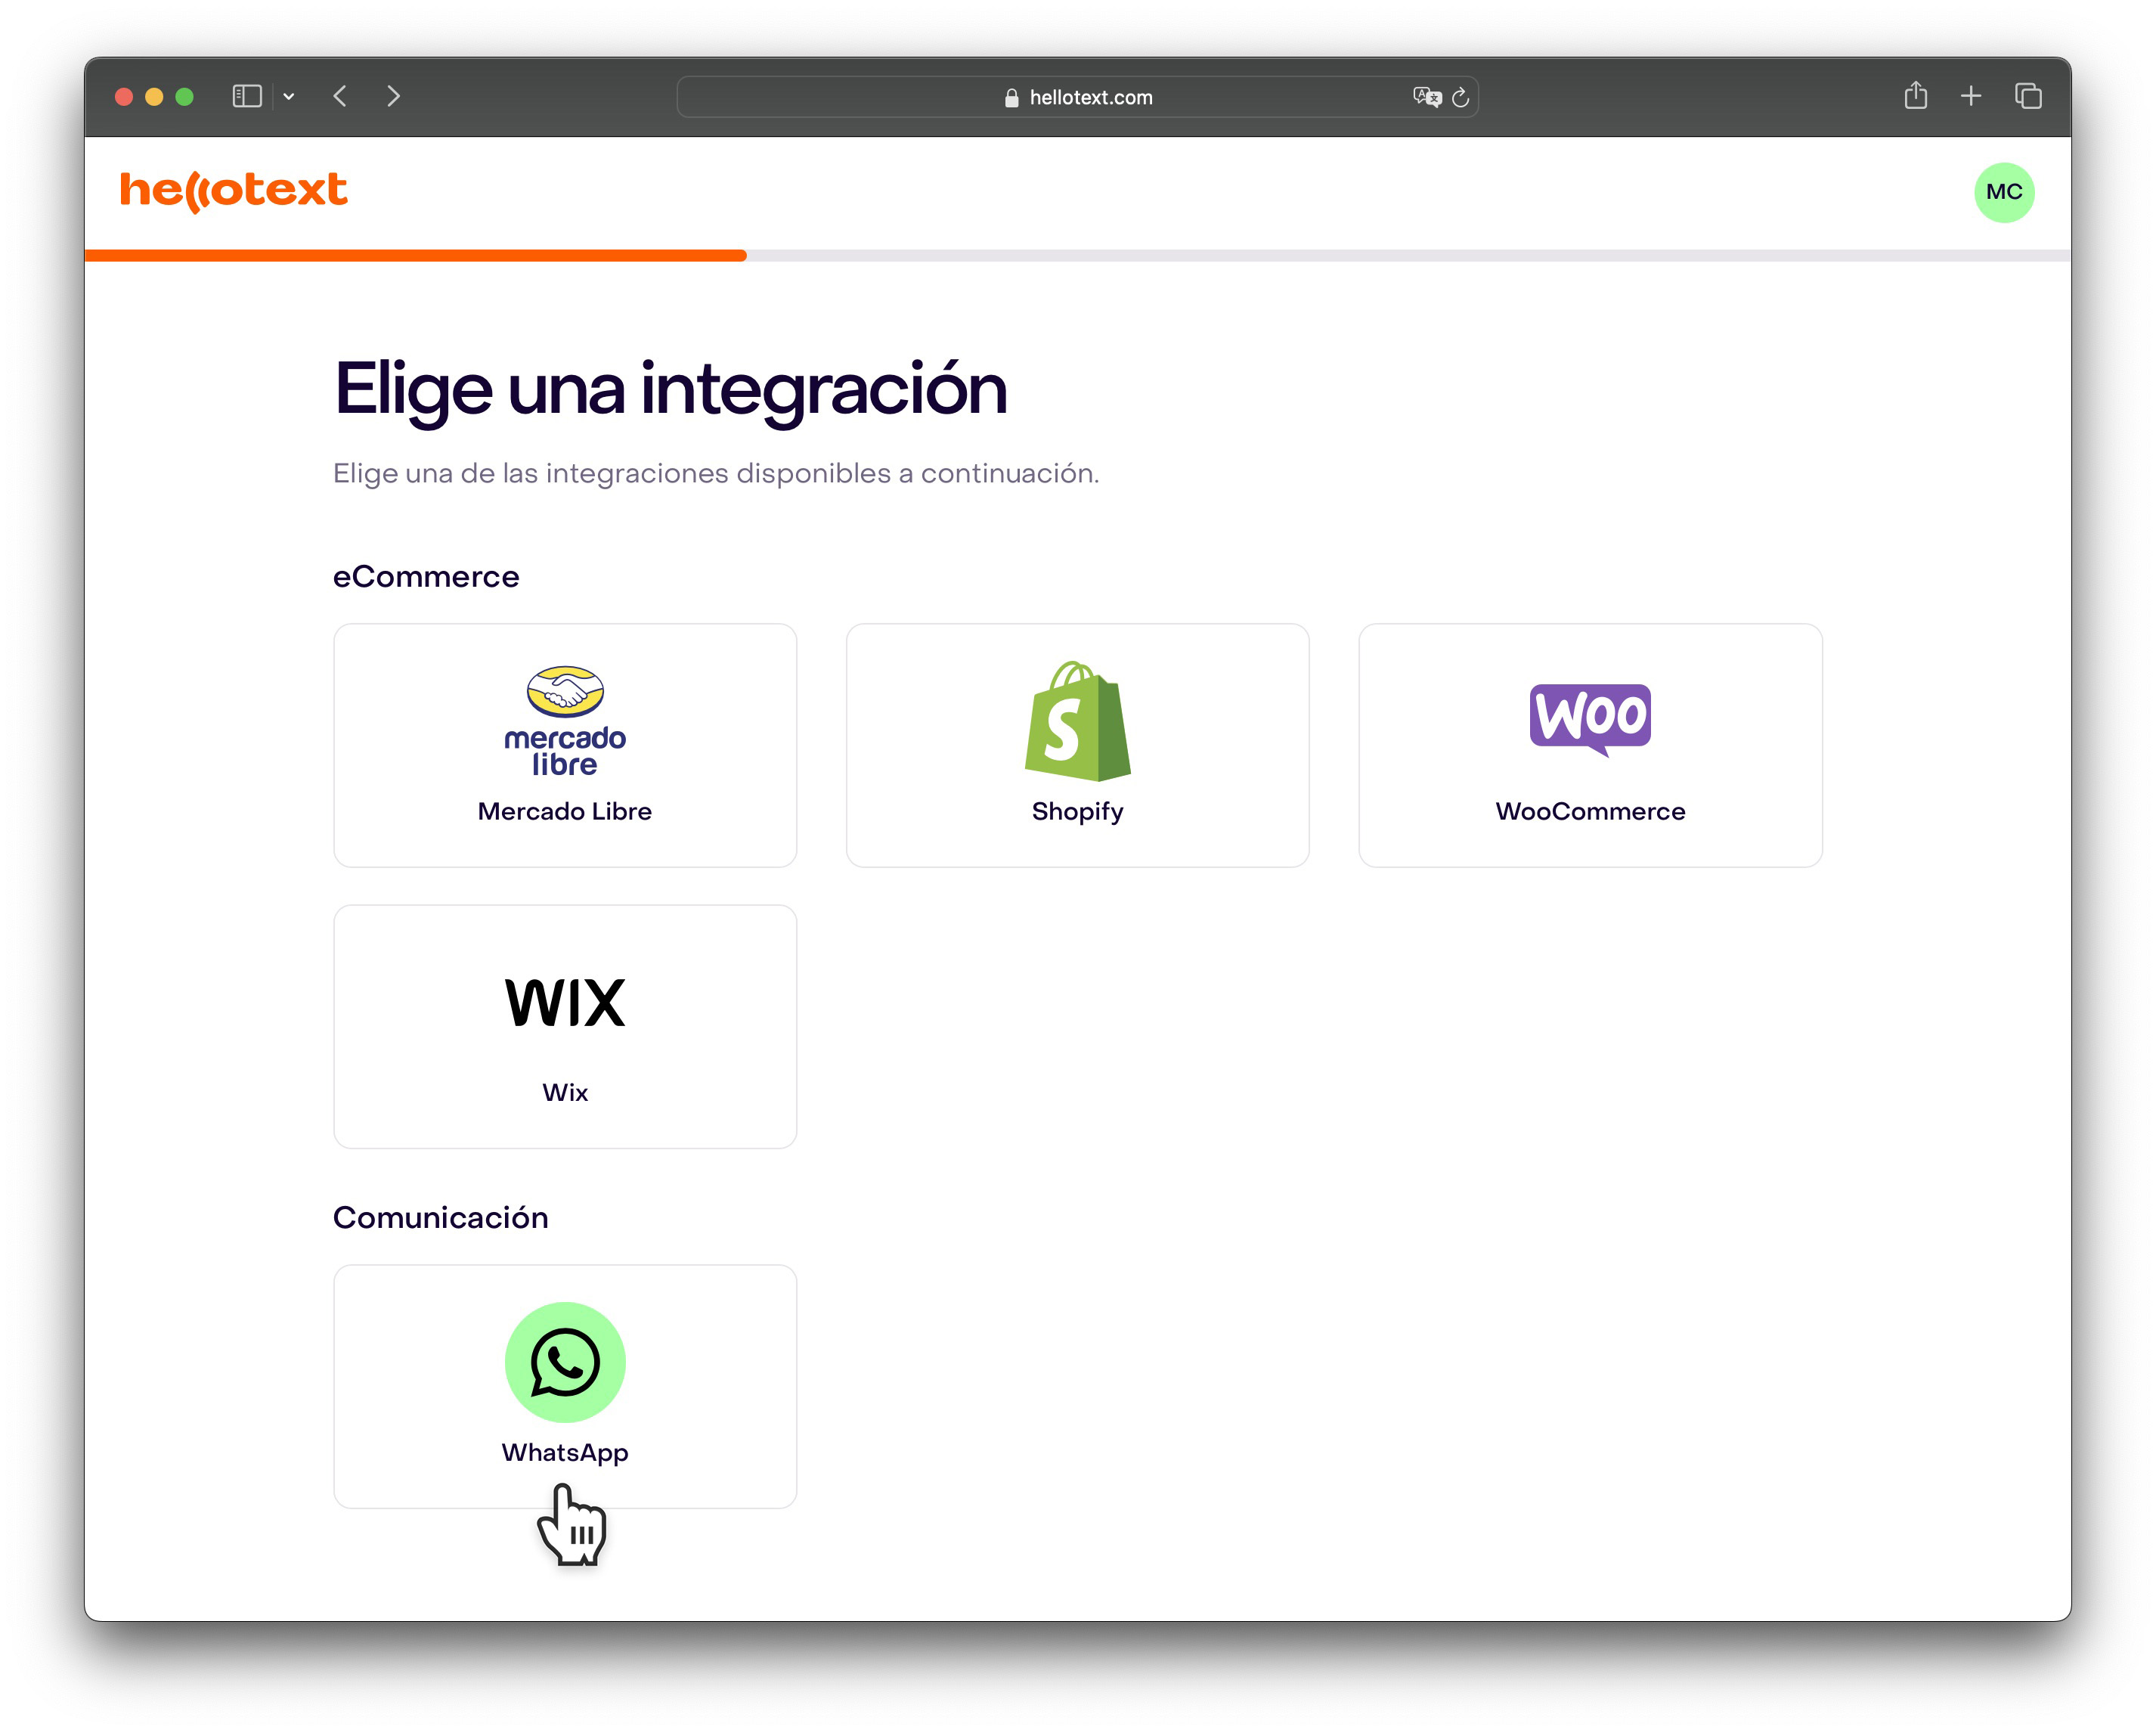 hellotext.com
hellotext
MC
Elige una integración
Elige una de las integraciones disponibles a continuación.
eCommerce
mercado
libre
Mercado Libre
S
Shopify
Woo
WooCommerce
WIX
Wix
Comunicación
WhatsApp